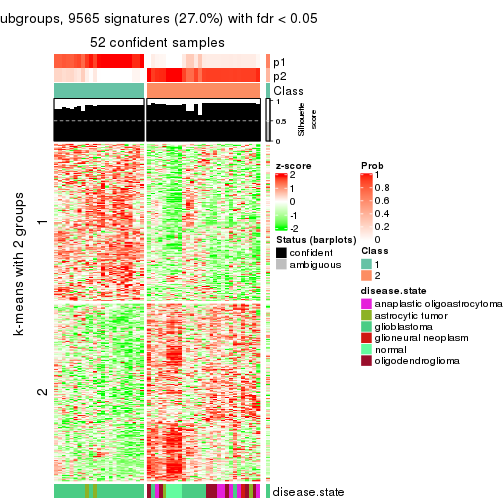 ubgroups, 9565 signatures (27.0%) with fdr < 0.05
52 confident samples
p1
p2
Class
1
0.5
0
Silhouette
score
k-means with 2 groups
1
2
disease.state
z-score
2
1
0
-1
-2
Status (barplots)
confident
ambiguous
Prob
1
0.8
0.6
0.4
0.2
0
Class
1
2
disease.state
anaplastic oligoastrocytoma
astrocytic tumor
glioblastoma
glioneural neoplasm
normal
oligodendroglioma